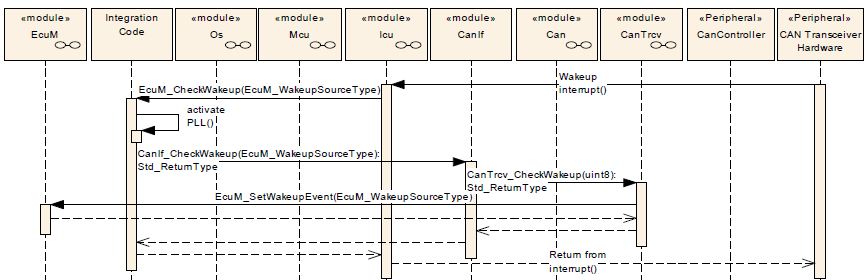 «module»
EcuM
Integration
Code
«module»
Os
«module»
Mcu
«module»
Icu
«module»
CanIf
«module»
Can
«module»
CanTrcv
«Peripheral»
CanController
«Peripheral»
CAN Transceiver
Hardware
Wakeup
interrupt()
EcuM_CheckWakeup(EcuM_WakeupSourceType)
activate
PLL()
CanIf_CheckWakeup(EcuM_WakeupSourceType):
Std_ReturnType
CanTrcv_CheckWakeup(uint8):
Std_ReturnType
EcuM_SetWakeupEvent(EcuM_WakeupSourceType)
Return from
interrupt()